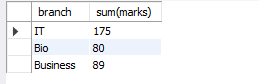 branch sum(marks)
IT 175
Bio 80
Business 89